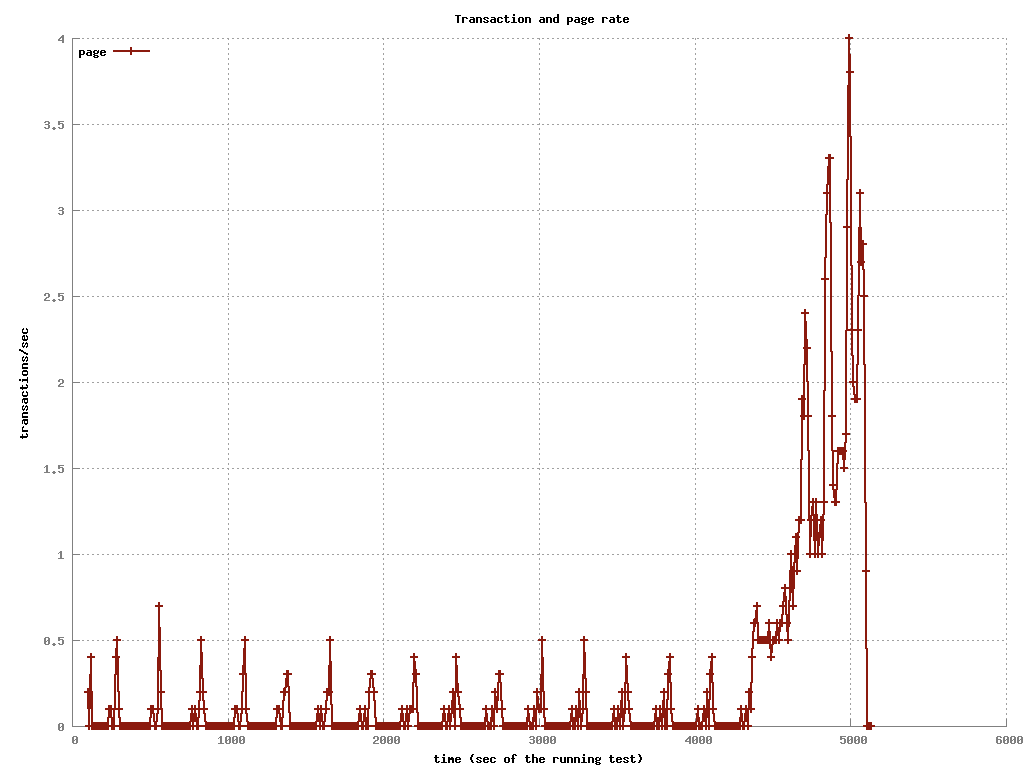 Transaction and page rate
page
4
3.5
3
2.5
2
1.5
1
0.5
0
transactions/sec
0 1000 2000 3000 4000 5000 6000
time (sec of the running test)